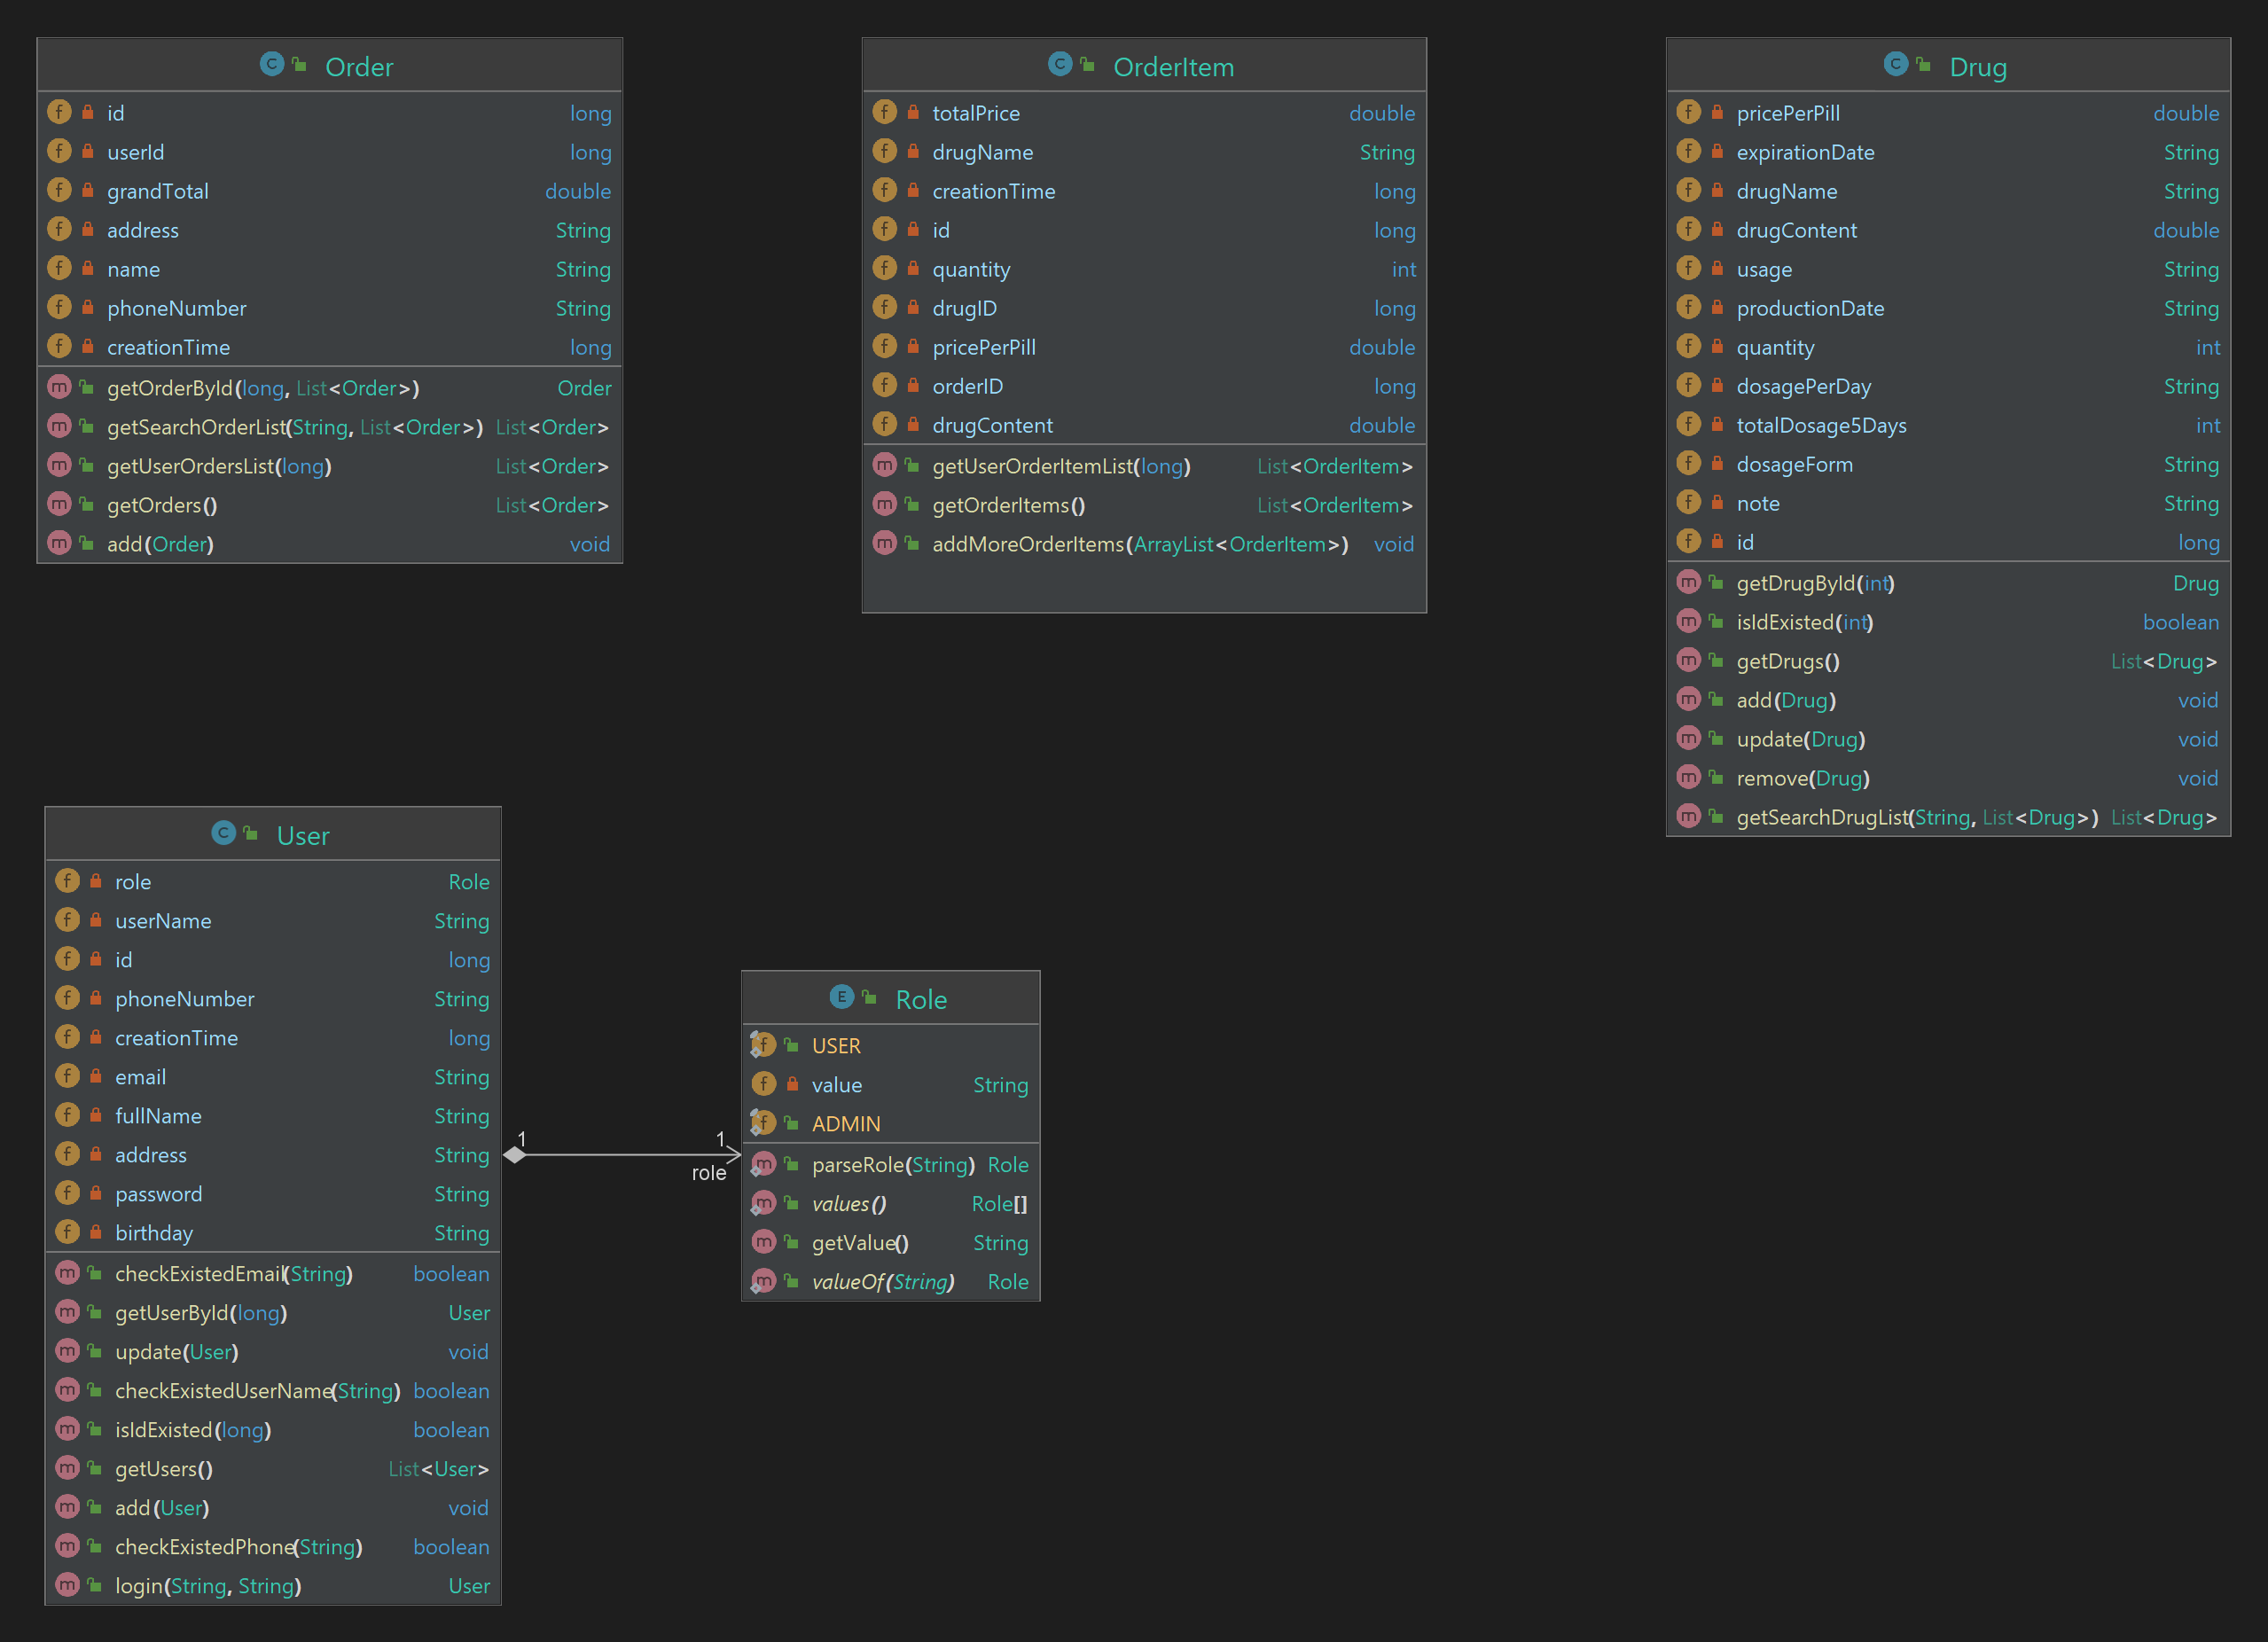 Order
id long
userId long
grandTotal double
address String
name String
phoneNumber String
creationTime long
getOrderById(long, List<Order>) Order
getSearchOrderList(String, List<Order>) List<Order>
getUserOrdersList(long) List<Order>
getOrders() List<Order>
add(Order) void
OrderItem
totalPrice double
drugName String
creationTime long
id long
quantity int
drugID long
pricePerPill double
orderID long
drugContent double
getUserOrderItemList(long) List<OrderItem>
getOrderItems() List<OrderItem>
addMoreOrderItems(ArrayList<OrderItem>) void
Drug
pricePerPill double
expirationDate String
drugName String
drugContent double
usage String
productionDate String
quantity int
dosagePerDay String
totalDosage5Days int
dosageForm String
note String
id long
getDrugById(int) Drug
isIdExisted(int) boolean
getDrugs() List<Drug>
add(Drug) void
update(Drug) void
remove(Drug) void
getSearchDrugList(String, List<Drug>) List<Drug>
User
role Role
userName String
id long
phoneNumber String
creationTime long
email String
fullName String
address String
password String
birthday String
checkExistedEmail(String) boolean
getUserById(long) User
update(User) void
checkExistedUserName(String) boolean
isIdExisted(long) boolean
getUsers() List<User>
add(User) void
checkExistedPhone(String) boolean
login(String, String) User
1 1
role
Role
USER
value String
ADMIN
parseRole(String) Role
values() Role[]
getValue() String
valueOf(String) Role